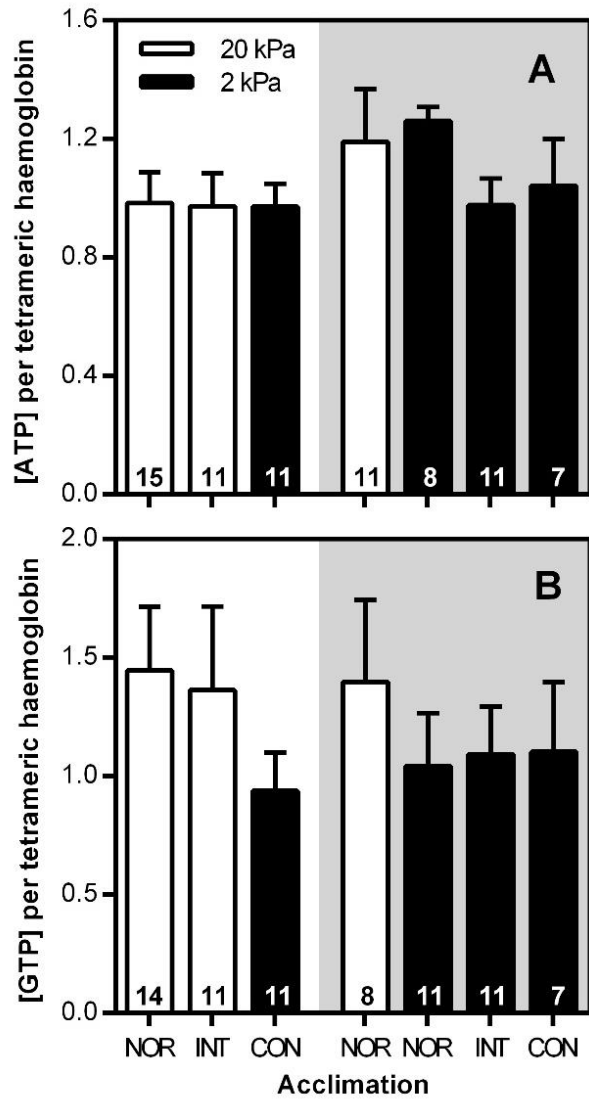 [ATP] per tetrameric haemoglobin
1.6
1.2
0.8
0.4
0.0
20 kPa
2 kPa
A
15 11 11 11 8 11 7
[GTP] per tetrameric haemoglobin
2.0
1.5
1.0
0.5
0.0
B
14 11 11 8 11 11 7
NOR INT CON NOR NOR INT CON
Acclimation